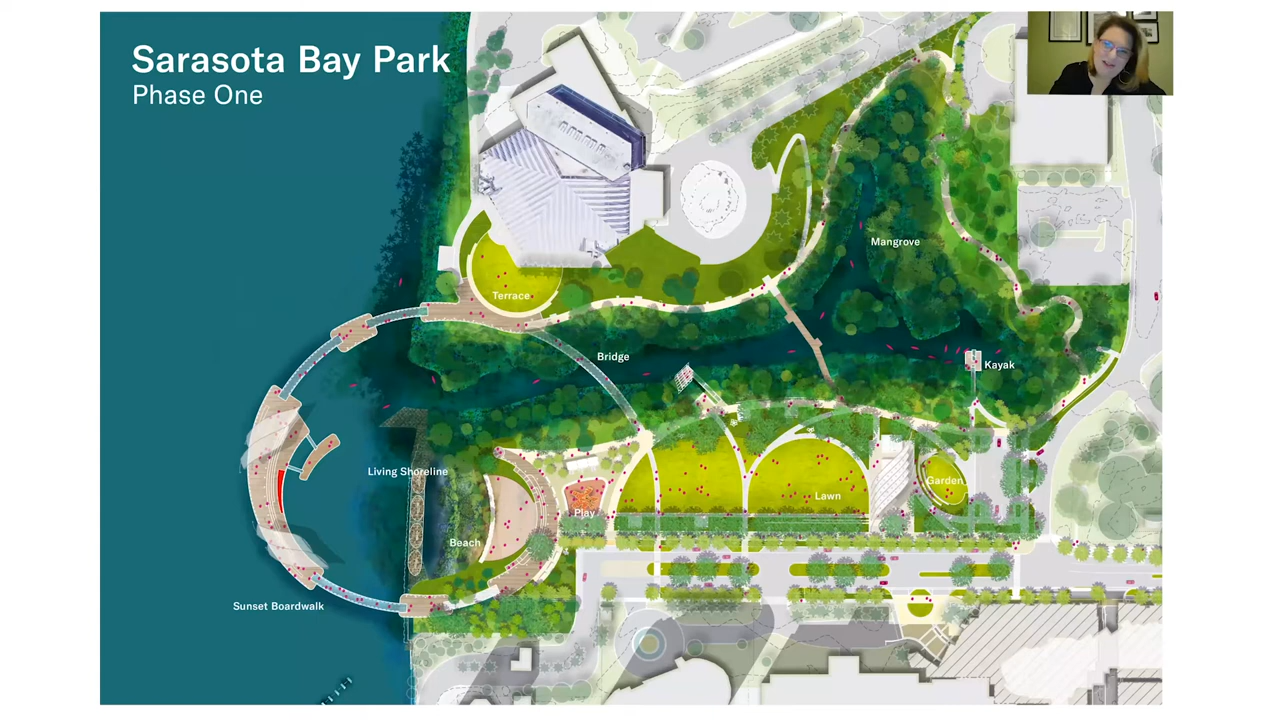 Sarasota Bay Park
Phase One
Mangrove
Terrace
Bridge
Kayak
Living Shoreline
Garden
Lawn
Play
Beach
Sunset Boardwalk